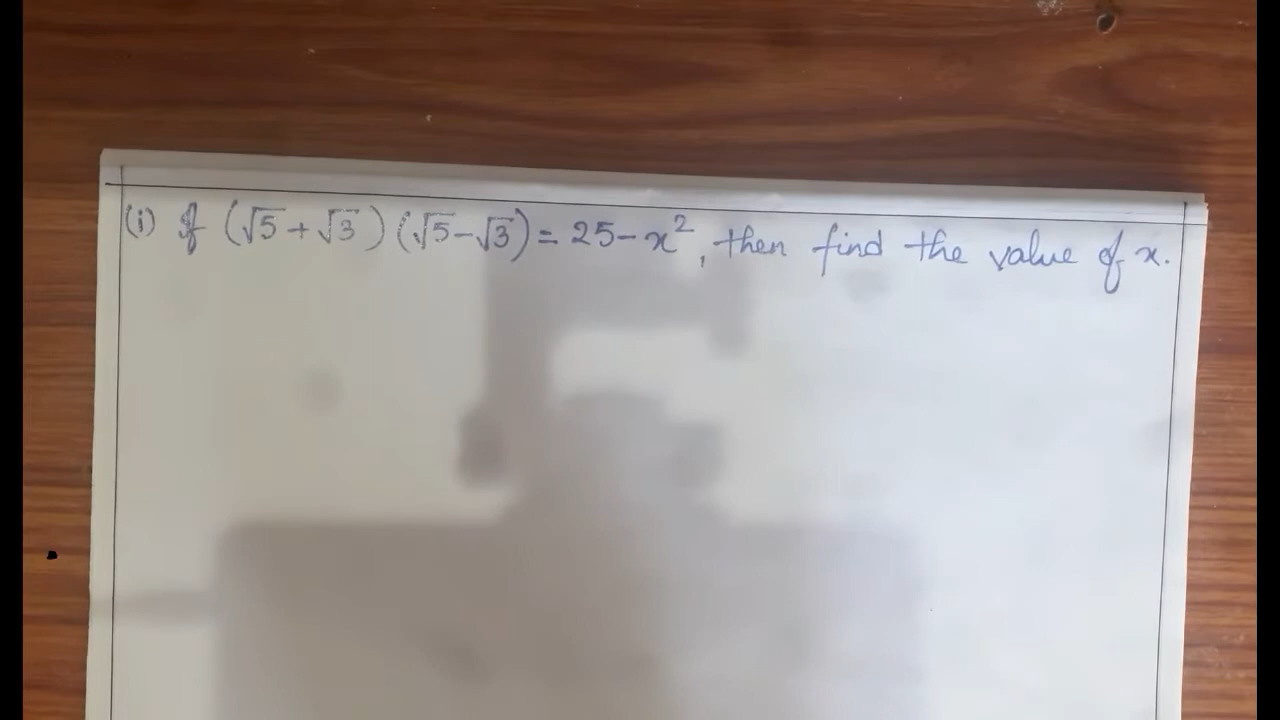 (i) If (√5+√3)(√5-√3)=25-x², then find the value of x.